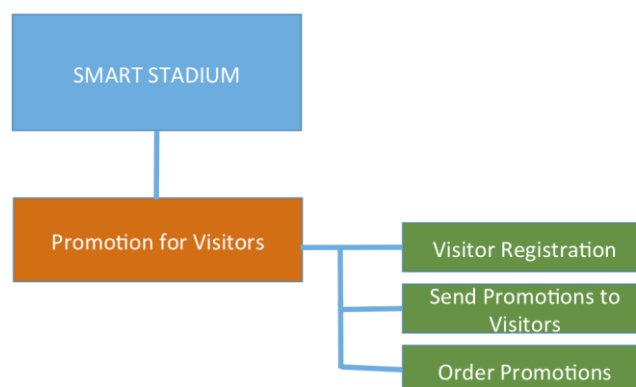 SMART STADIUM
Promotion for Visitors
Visitor Registration
Send Promotions to
Visitors
Order Promotions